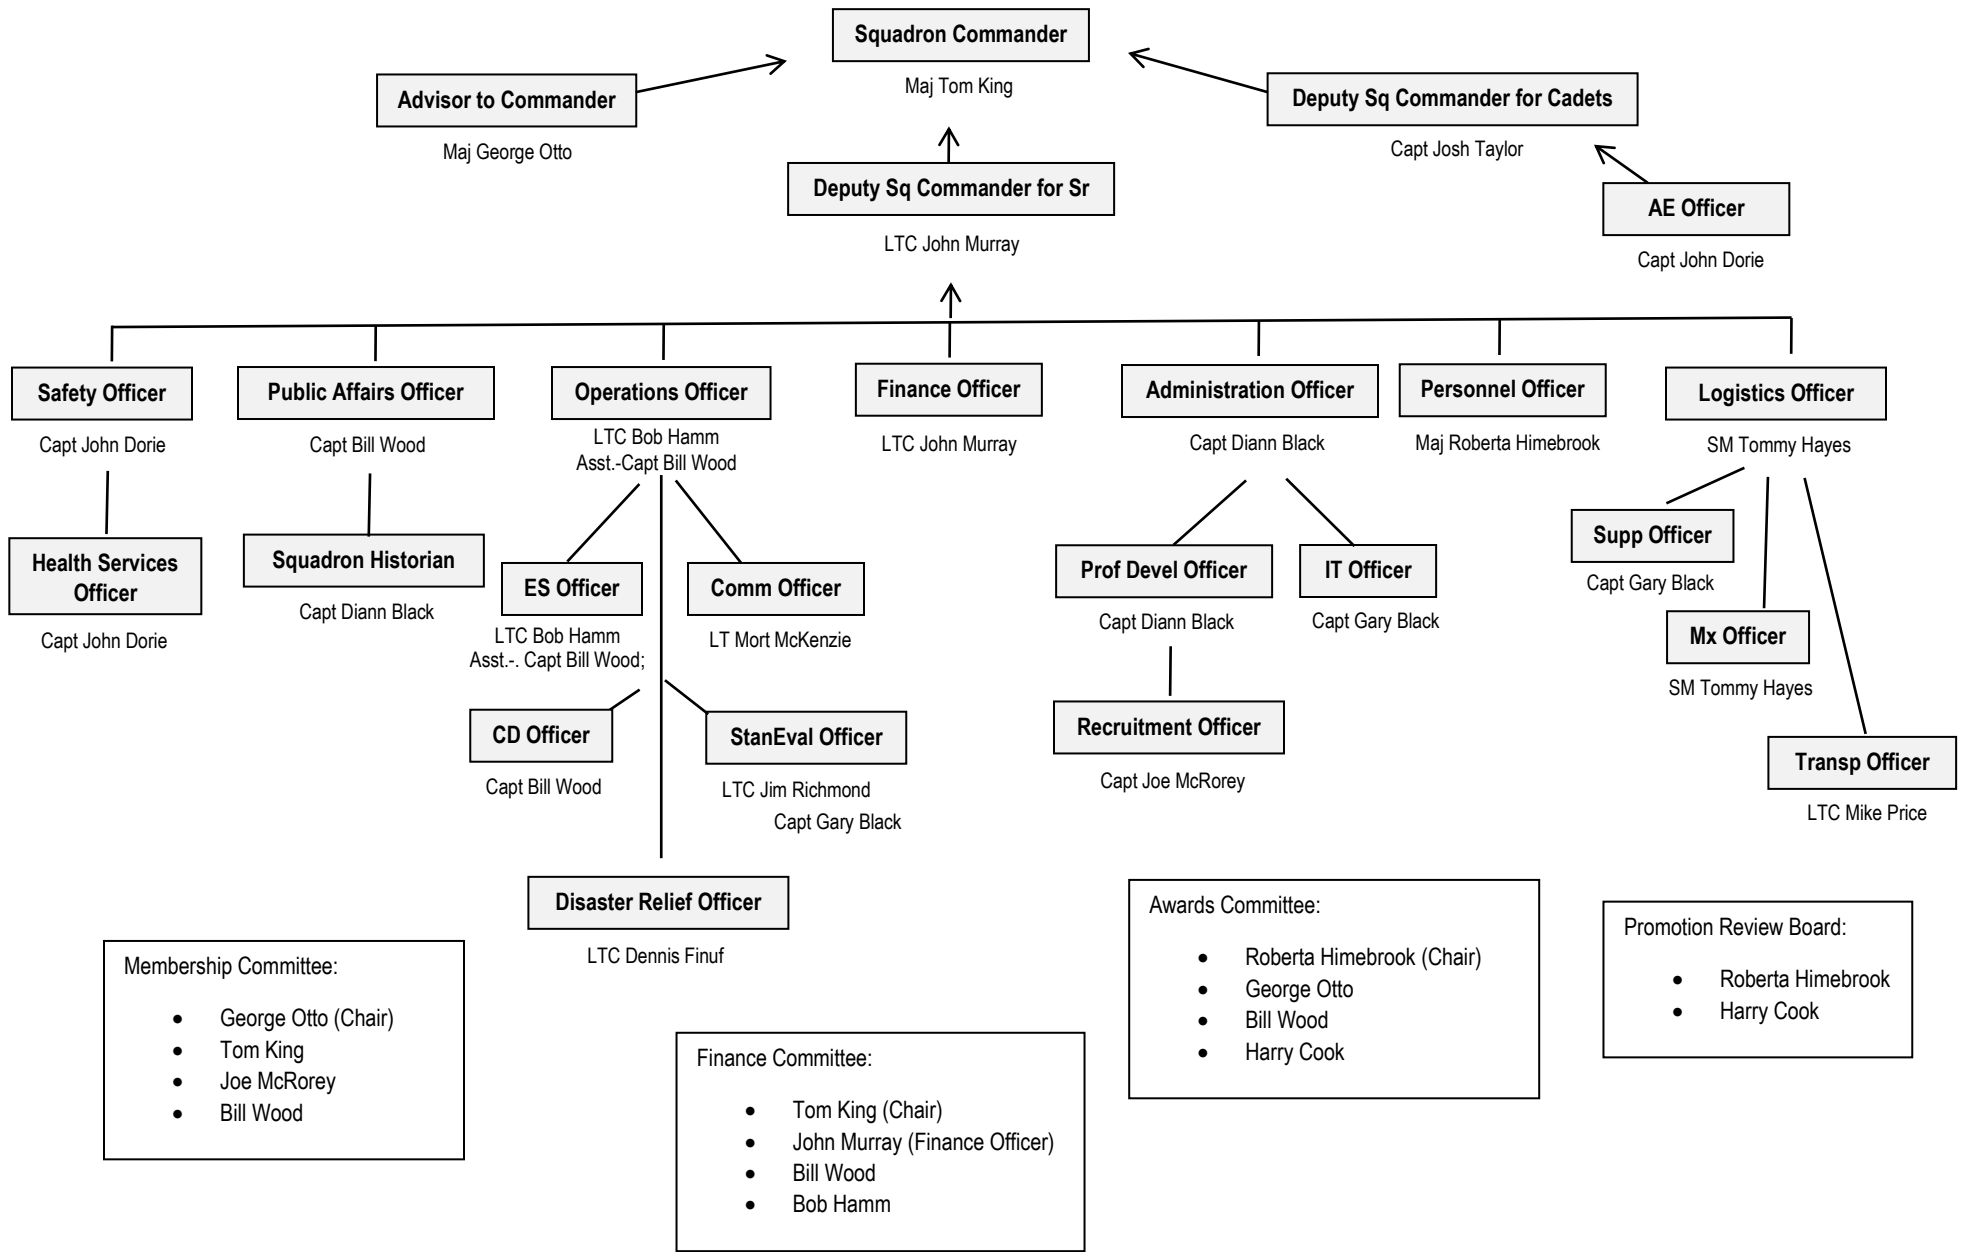 Squadron Commander
Maj Tom King
Advisor to Commander
Maj George Otto
Deputy Sq Commander for Cadets
Capt Josh Taylor
Deputy Sq Commander for Sr
LTC John Murray
AE Officer
Capt John Dorie
Safety Officer
Capt John Dorie
Public Affairs Officer
Capt Bill Wood
Operations Officer
LTC Bob Hamm
Asst.-Capt Bill Wood
Finance Officer
LTC John Murray
Administration Officer
Capt Diann Black
Personnel Officer
Maj Roberta Himebrook
Logistics Officer
SM Tommy Hayes
Health Services
Officer
Capt John Dorie
Squadron Historian
Capt Diann Black
ES Officer
LTC Bob Hamm
Asst.-. Capt Bill Wood;
Comm Officer
LT Mort McKenzie
Prof Devel Officer
Capt Diann Black
IT Officer
Capt Gary Black
Supp Officer
Capt Gary Black
Mx Officer
SM Tommy Hayes
CD Officer
Capt Bill Wood
StanEval Officer
LTC Jim Richmond
Capt Gary Black
Recruitment Officer
Capt Joe McRorey
Transp Officer
LTC Mike Price
Disaster Relief Officer
LTC Dennis Finuf
Membership Committee:
• George Otto (Chair)
• Tom King
• Joe McRorey
• Bill Wood
Finance Committee:
• Tom King (Chair)
• John Murray (Finance Officer)
• Bill Wood
• Bob Hamm
Awards Committee:
• Roberta Himebrook (Chair)
• George Otto
• Bill Wood
• Harry Cook
Promotion Review Board:
• Roberta Himebrook
• Harry Cook